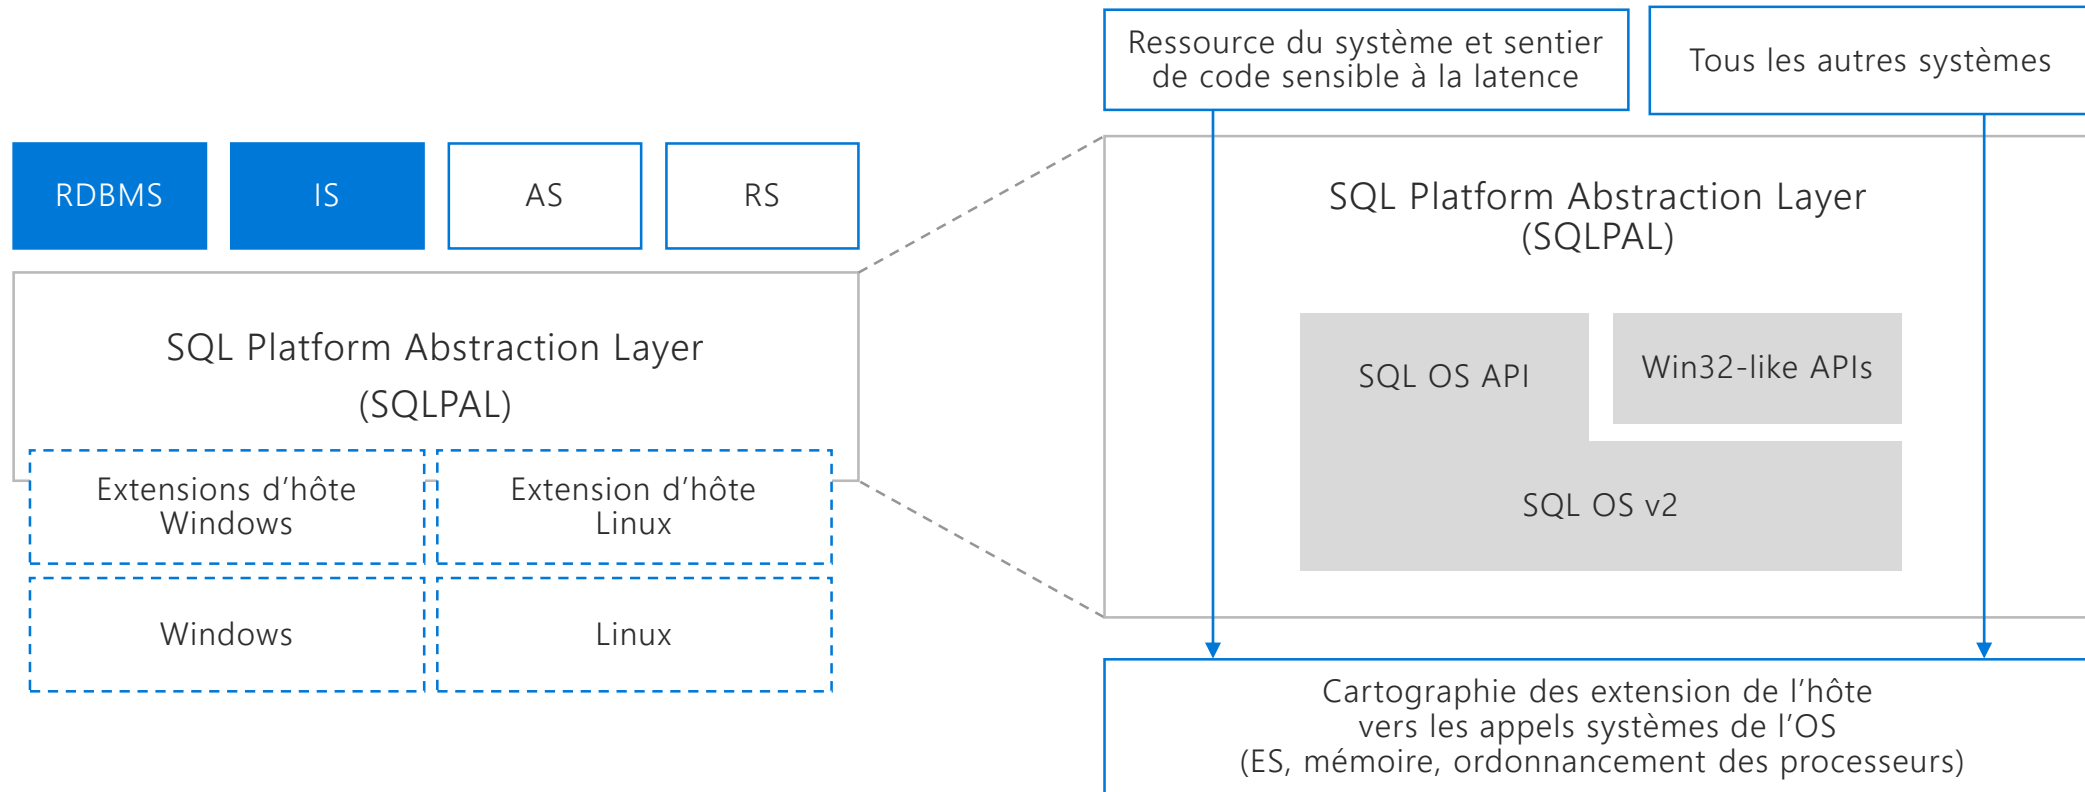 Ressource du système et sentier
de code sensible à la latence
Tous les autres systèmes
RDBMS
IS
AS
RS
SQL Platform Abstraction Layer
(SQLPAL)
Extensions d’hôte
Windows
Extension d’hôte
Linux
Windows
Linux
SQL Platform Abstraction Layer
(SQLPAL)
SQL OS API
Win32-like APIs
SQL OS v2
Cartographie des extension de l’hôte
vers les appels systèmes de l’OS
(ES, mémoire, ordonnancement des processeurs)